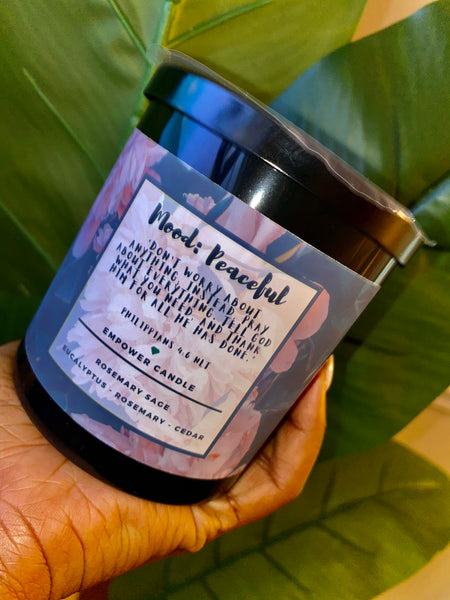 Mood: Peaceful
"DON'T WORRY ABOUT
ANYTHING, INSTEAD PRAY
ABOUT EVERYTHING. TELL GOD
WHAT YOU NEED, AND THANK
HIM FOR ALL HE HAS DONE."
PHILIPPIANS 4:6 NLT
EMPOWER CANDLE
ROSEMARY SAGE
EUCALYPTUS - ROSEMARY - CEDAR